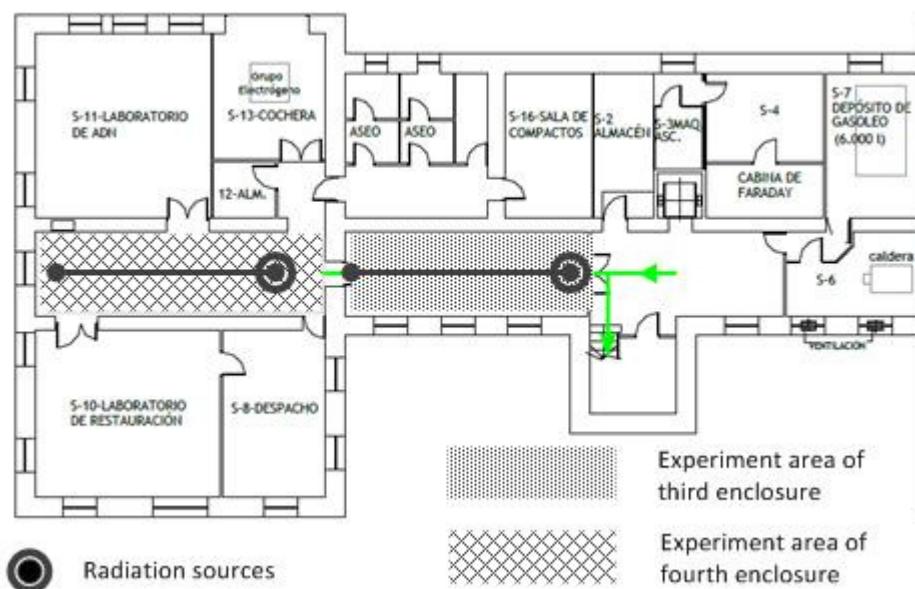 Grupo
Electrógeno
S-11-LABORATORIO
DE ADN
S-13-COCHERA
ASEO
ASEO
S-16-SALA DE
COMPACTOS
S-2
ALMACÉN
S-3MAQ.
ASC.
S-4
S-7
DEPÓSITO DE
GASOLEO
(6.000 l)
CABINA DE
FARADAY
12-ALM.
caldera
S-6
VENTILACIÓN
S-10-LABORATORIO
DE RESTAURACIÓN
S-8-DESPACHO
Experiment area of
third enclosure
Experiment area of
fourth enclosure
Radiation sources